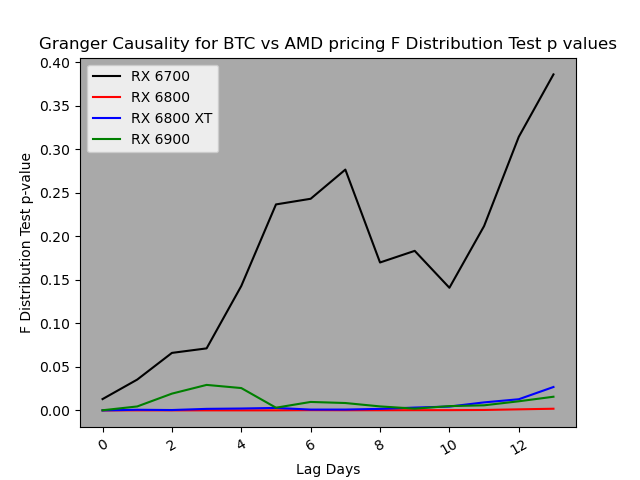 Granger Causality for BTC vs AMD pricing F Distribution Test p values
0.40
0.35
0.30
0.25
0.20
0.15
0.10
0.05
0.00
F Distribution Test p-value
RX 6700
RX 6800
RX 6800 XT
RX 6900
0 2 4 6 8 10 12
Lag Days